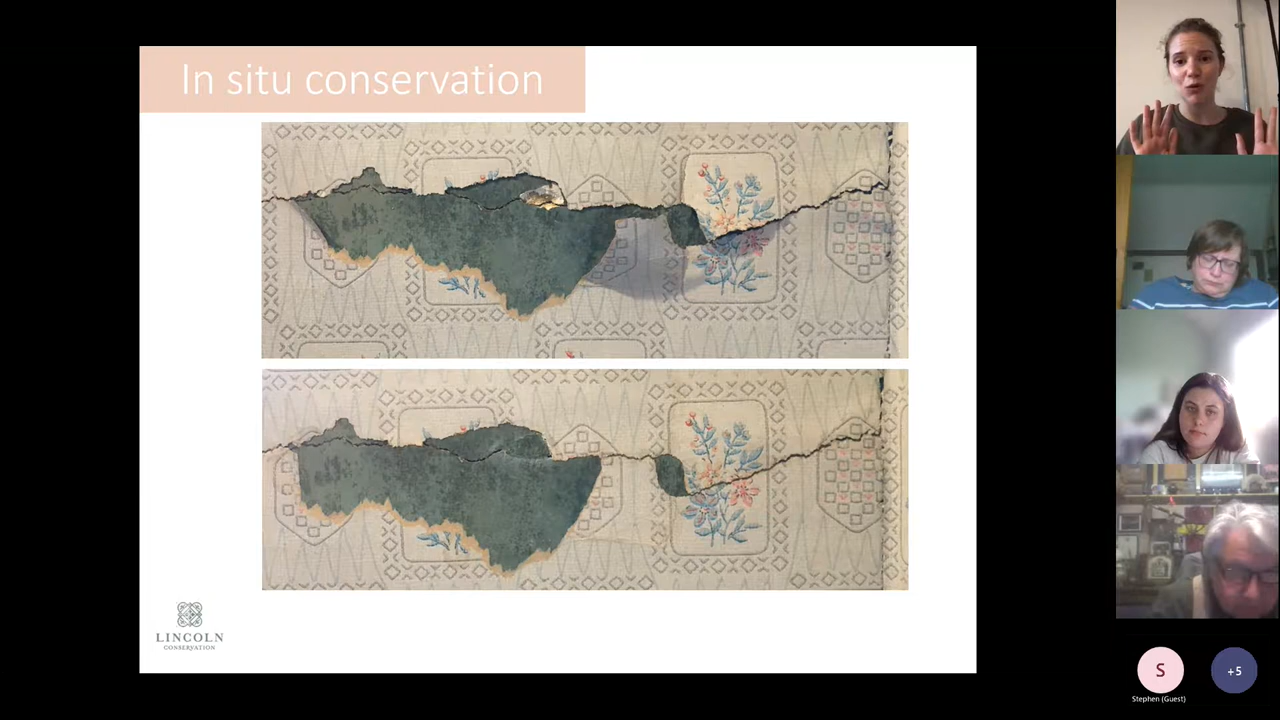 In situ conservation
LINCOLN
CONSERVATION
S
+5
Stephen (Guest)